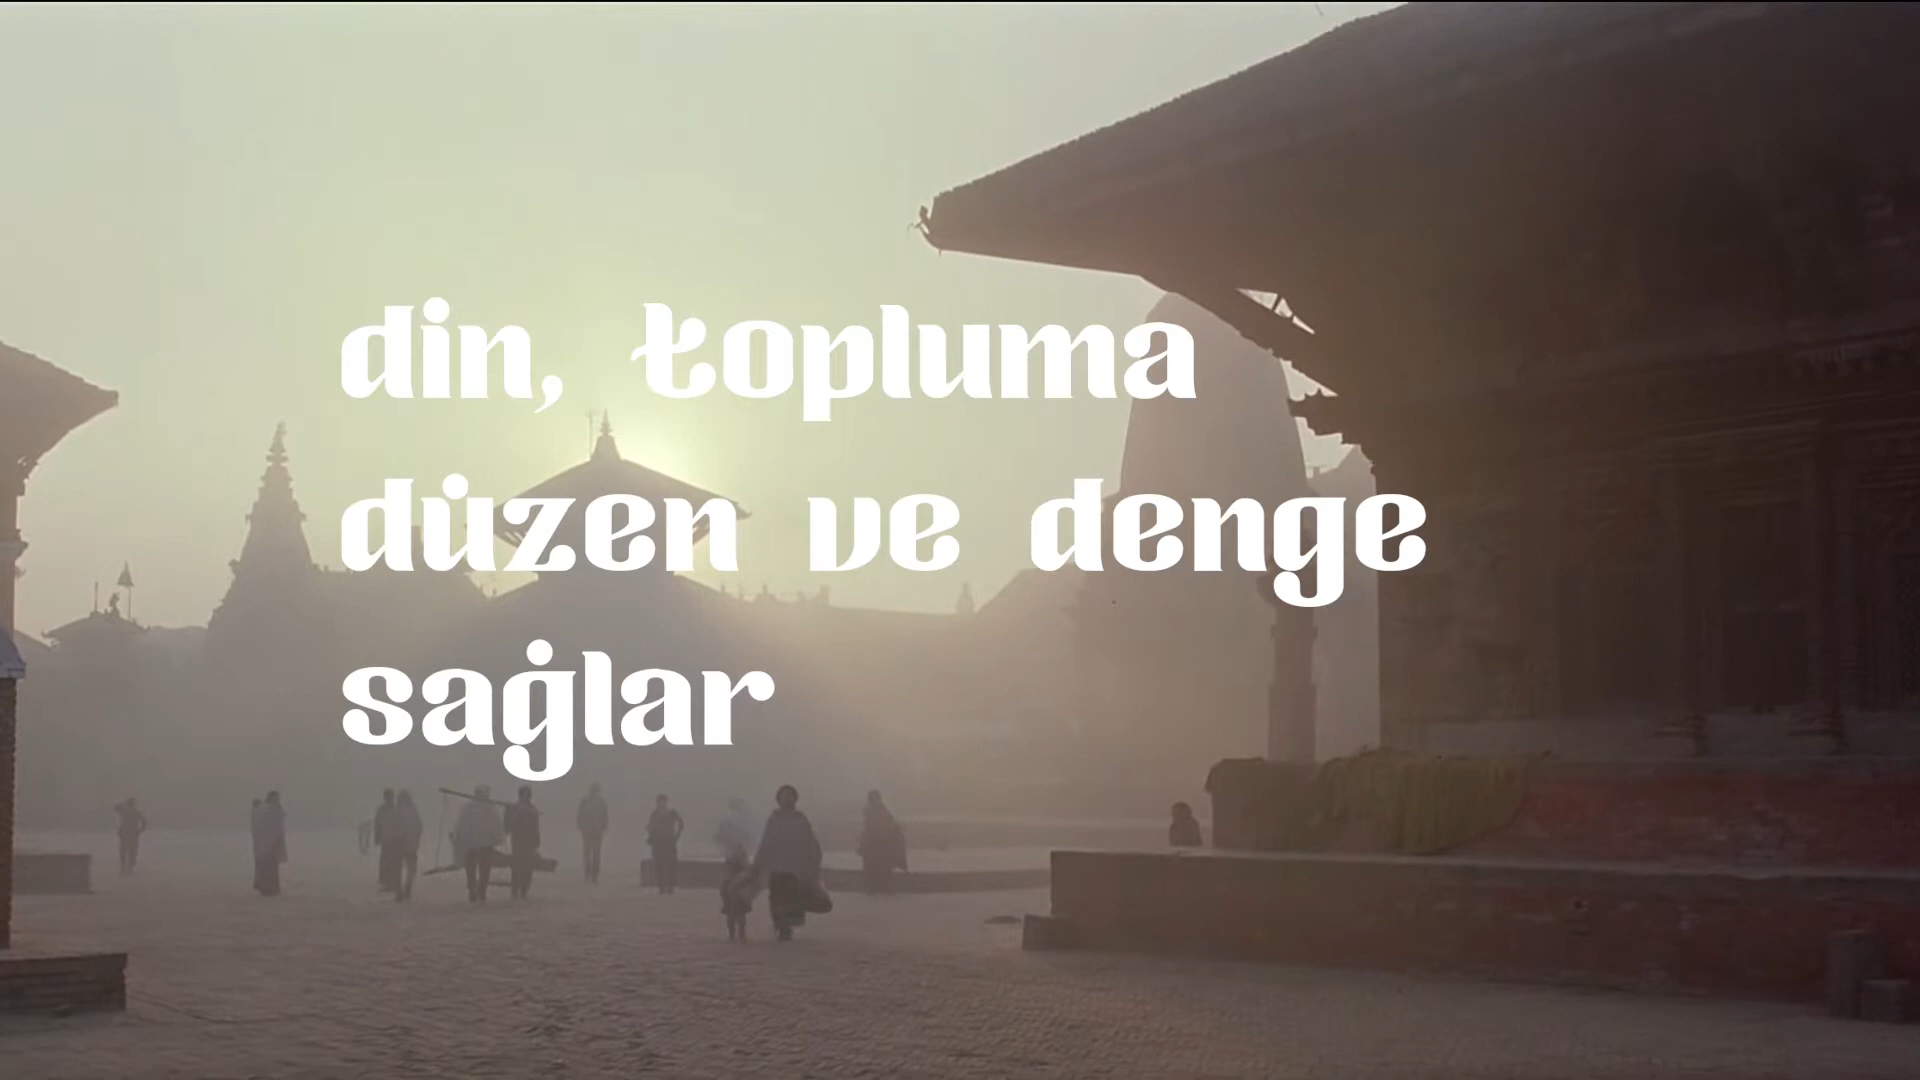 din, topluma
düzen ve denge
sağlar